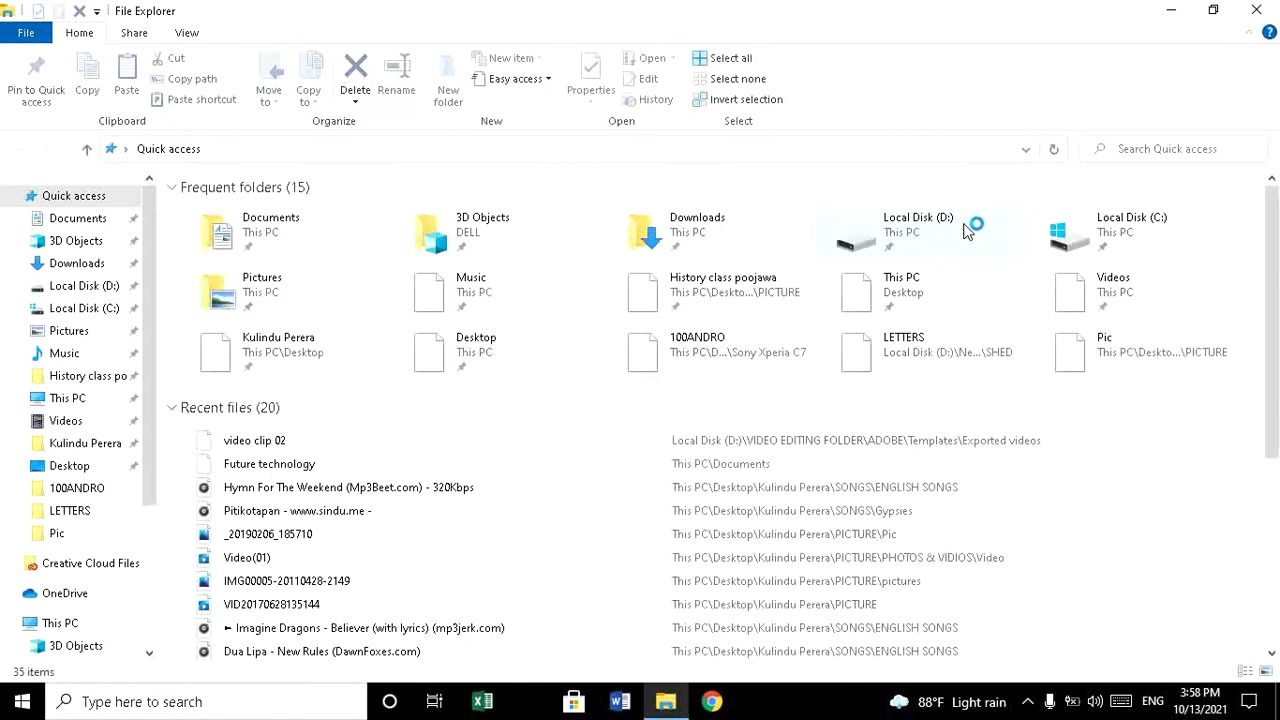 File Explorer
File Home Share View
Pin to Quick access
Copy
Paste
Cut
Copy path
Paste shortcut
Clipboard
Move to
Copy to
Delete
Rename
Organize
New folder
New item
Easy access
New
Properties
Open
Edit
History
Open
Select all
Select none
Invert selection
Select
Quick access
Search Quick access
Quick access
Documents
3D Objects
Downloads
Local Disk (D:)
Local Disk (C:)
Pictures
Music
History class po
This PC
Videos
Kulindu Perera
Desktop
100ANDRO
LETTERS
Pic
Creative Cloud Files
OneDrive
This PC
3D Objects
Frequent folders (15)
Documents
This PC
3D Objects
DELL
Downloads
This PC
Local Disk (D:)
This PC
Local Disk (C:)
This PC
Pictures
This PC
Music
This PC
History class poojawa
This PC\Deskto...\PICTURE
This PC
Desktop
Videos
This PC
Kulindu Perera
This PC\Desktop
Desktop
This PC
100ANDRO
This PC\D...\Sony Xperia C7
LETTERS
Local Disk (D:)\Ne...\SHED
Pic
This PC\Deskto...\PICTURE
Recent files (20)
video clip 02 Local Disk (D:)\VIDEO EDITING FOLDER\ADOBE\Templates\Exported videos
Future technology This PC\Documents
Hymn For The Weekend (Mp3Beet.com) - 320Kbps This PC\Desktop\Kulindu Perera\SONGS\ENGLISH SONGS
Pitikotapan - www.sindu.me - This PC\Desktop\Kulindu Perera\SONGS\Gypsies
_20190206_185710 This PC\Desktop\Kulindu Perera\PICTURE\Pic
Video(01) This PC\Desktop\Kulindu Perera\PICTURE\PHOTOS & VIDIOS\Video
IMG00005-20110428-2149 This PC\Desktop\Kulindu Perera\PICTURE\pictures
VID20170628135144 This PC\Desktop\Kulindu Perera\PICTURE
► Imagine Dragons - Believer (with lyrics) (mp3jerk.com) This PC\Desktop\Kulindu Perera\SONGS\ENGLISH SONGS
Dua Lipa - New Rules (DawnFoxes.com) This PC\Desktop\Kulindu Perera\SONGS\ENGLISH SONGS
35 items
Type here to search
88°F Light rain
ENG
3:58 PM
10/13/2021